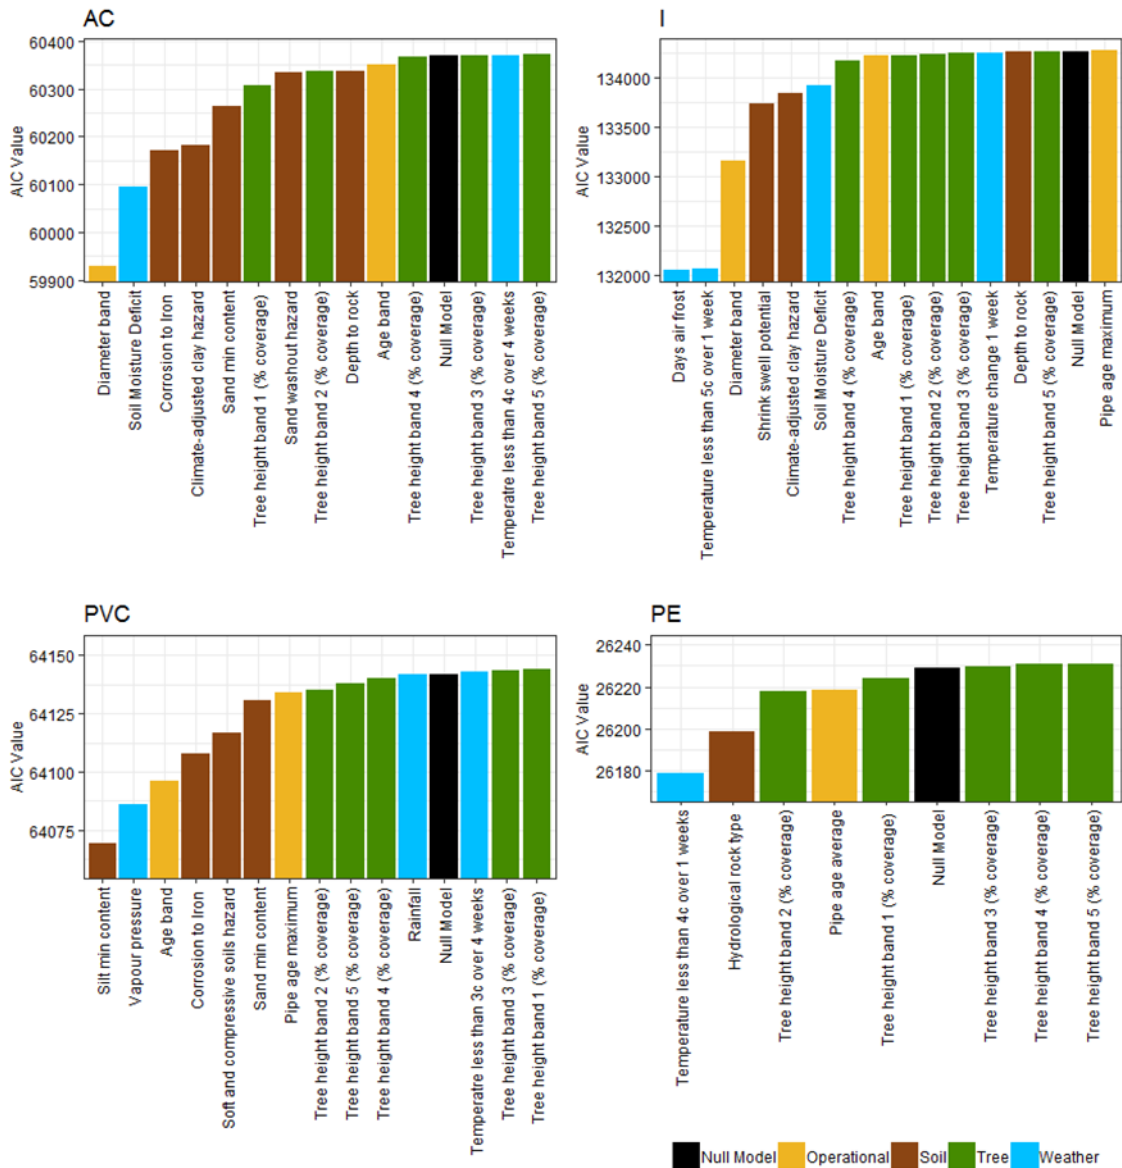 AC
AIC Value
60400
60300
60200
60100
60000
59900
Diameter band
Soil Moisture Deficit
Corrosion to Iron
Climate-adjusted clay hazard
Sand min content
Tree height band 1 (% coverage)
Sand washout hazard
Tree height band 2 (% coverage)
Depth to rock
Age band
Tree height band 4 (% coverage)
Null Model
Tree height band 3 (% coverage)
Temperatre less than 4c over 4 weeks
Tree height band 5 (% coverage)
I
AIC Value
134000
133500
133000
132500
132000
Days air frost
Temperature less than 5c over 1 week
Diameter band
Shrink swell potential
Climate-adjusted clay hazard
Soil Moisture Deficit
Tree height band 4 (% coverage)
Age band
Tree height band 1 (% coverage)
Tree height band 2 (% coverage)
Tree height band 3 (% coverage)
Temperature change 1 week
Depth to rock
Tree height band 5 (% coverage)
Null Model
Pipe age maximum
PVC
AIC Value
64150
64125
64100
64075
Silt min content
Vapour pressure
Age band
Corrosion to Iron
Soft and compressive soils hazard
Sand min content
Pipe age maximum
Tree height band 2 (% coverage)
Tree height band 5 (% coverage)
Tree height band 4 (% coverage)
Rainfall
Null Model
Temperatre less than 3c over 4 weeks
Tree height band 3 (% coverage)
Tree height band 1 (% coverage)
PE
AIC Value
26240
26220
26200
26180
Temperature less than 4c over 1 weeks
Hydrological rock type
Tree height band 2 (% coverage)
Pipe age average
Tree height band 1 (% coverage)
Null Model
Tree height band 3 (% coverage)
Tree height band 4 (% coverage)
Tree height band 5 (% coverage)
Null Model Operational Soil Tree Weather